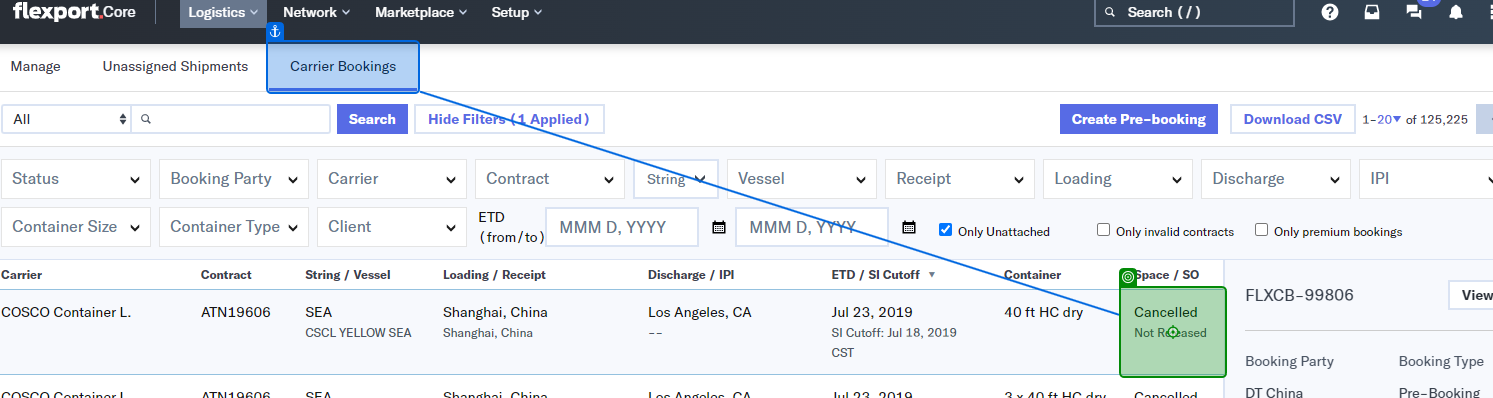 flexport.Core Logistics Network Marketplace Setup Search (/)
Manage Unassigned Shipments Carrier Bookings
All Search Hide Filters (1 Applied) Create Pre-booking Download CSV 1-20 of 125,225
Status Booking Party Carrier Contract String Vessel Receipt Loading Discharge IPI
Container Size Container Type Client ETD (from/to) MMM D, YYYY MMM D, YYYY Only Unattached Only invalid contracts Only premium bookings
Carrier Contract String / Vessel Loading / Receipt Discharge / IPI ETD / SI Cutoff Container Space / SO
COSCO Container L. ATN19606 SEA Shanghai, China Los Angeles, CA Jul 23, 2019 40 ft HC dry Cancelled
CSCL YELLOW SEA Shanghai, China -- SI Cutoff: Jul 18, 2019 Not Released
CST
FLXCB-99806 View
Booking Party Booking Type
DT China Pre-Booking
COSCO Container L. ATN19606 SEA Shanghai, China Los Angeles, CA Jul 23, 2019 3 x 40 ft HC dry Cancelled